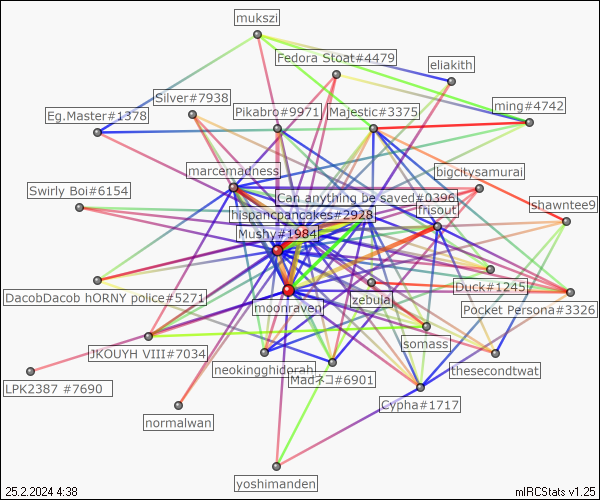 mukszi
Fedora Stoat#4479
eliakith
Silver#7938
ming#4742
Eg.Master#1378
Pikabro#9971
Majestic#3375
marcemadness
bigcitysamurai
Swirly Boi#6154
Can anything be saved#0396
shawntee9
hispancpancakes#2928
frisout
Mushy#1984
DacobDacob hORNY police#5271
moonraven
zebula
Duck#1245
Pocket Persona#3326
JKOUYH VIII#7034
somass
neokingghidorah
thesecondtwat
LPK2387 #7690
Madネコ#6901
Cypha#1717
normalwan
yoshimanden
25.2.2024 4:38
mIRCStats v1.25